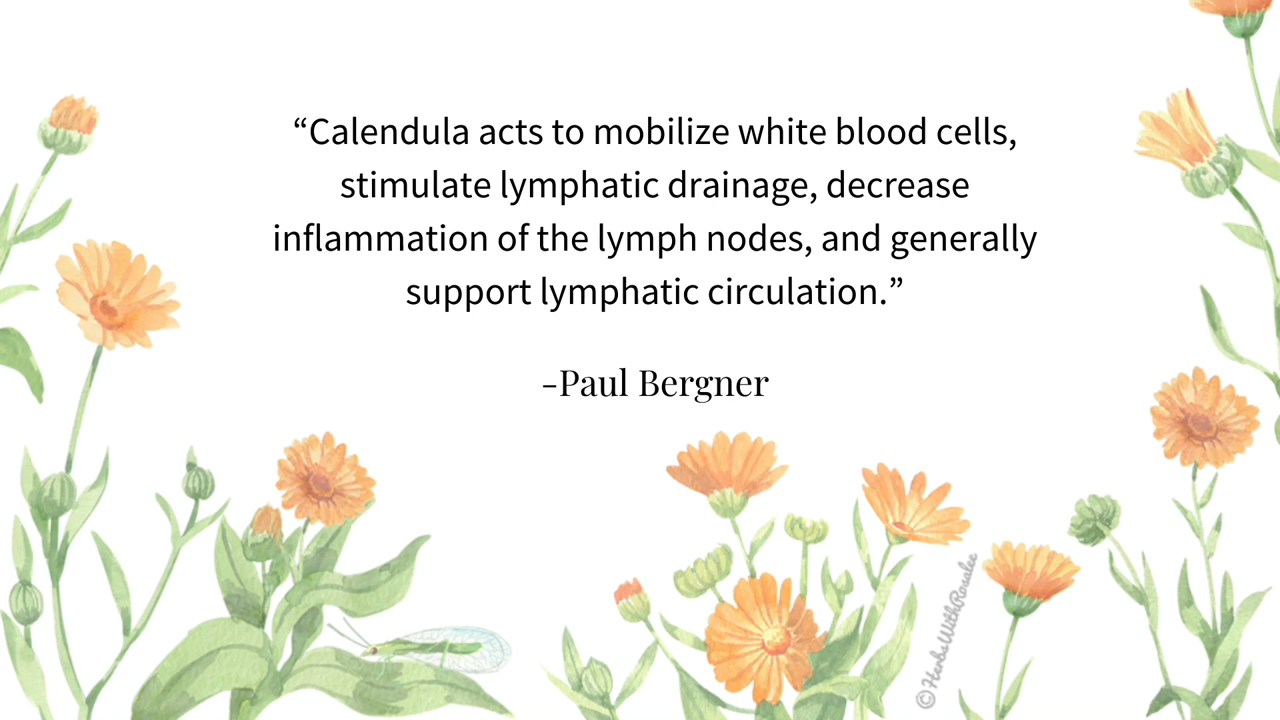 “Calendula acts to mobilize white blood cells,
stimulate lymphatic drainage, decrease
inflammation of the lymph nodes, and generally
support lymphatic circulation.”
-Paul Bergner
© HerbsWithRosalee